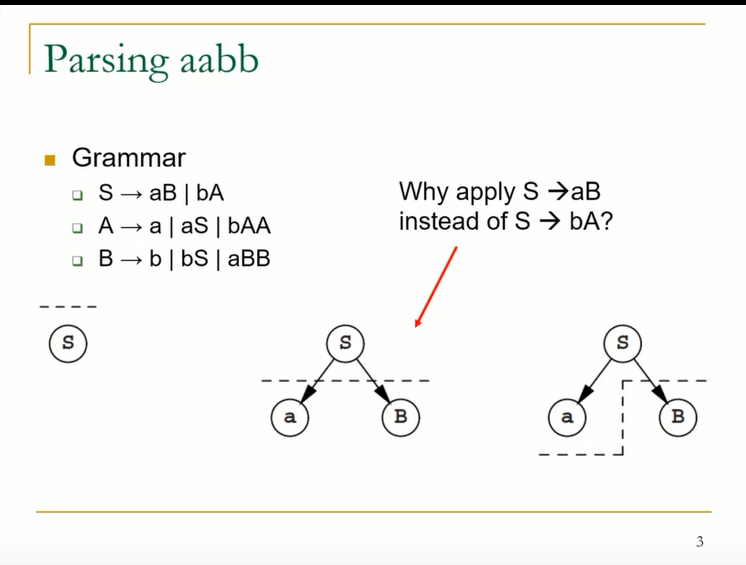 Parsing aabb
Grammar
S → aB | bA
A → a | aS | bAA
B → b | bS | aBB
Why apply S →aB
instead of S → bA?
S
S
a
B
S
a
B
3